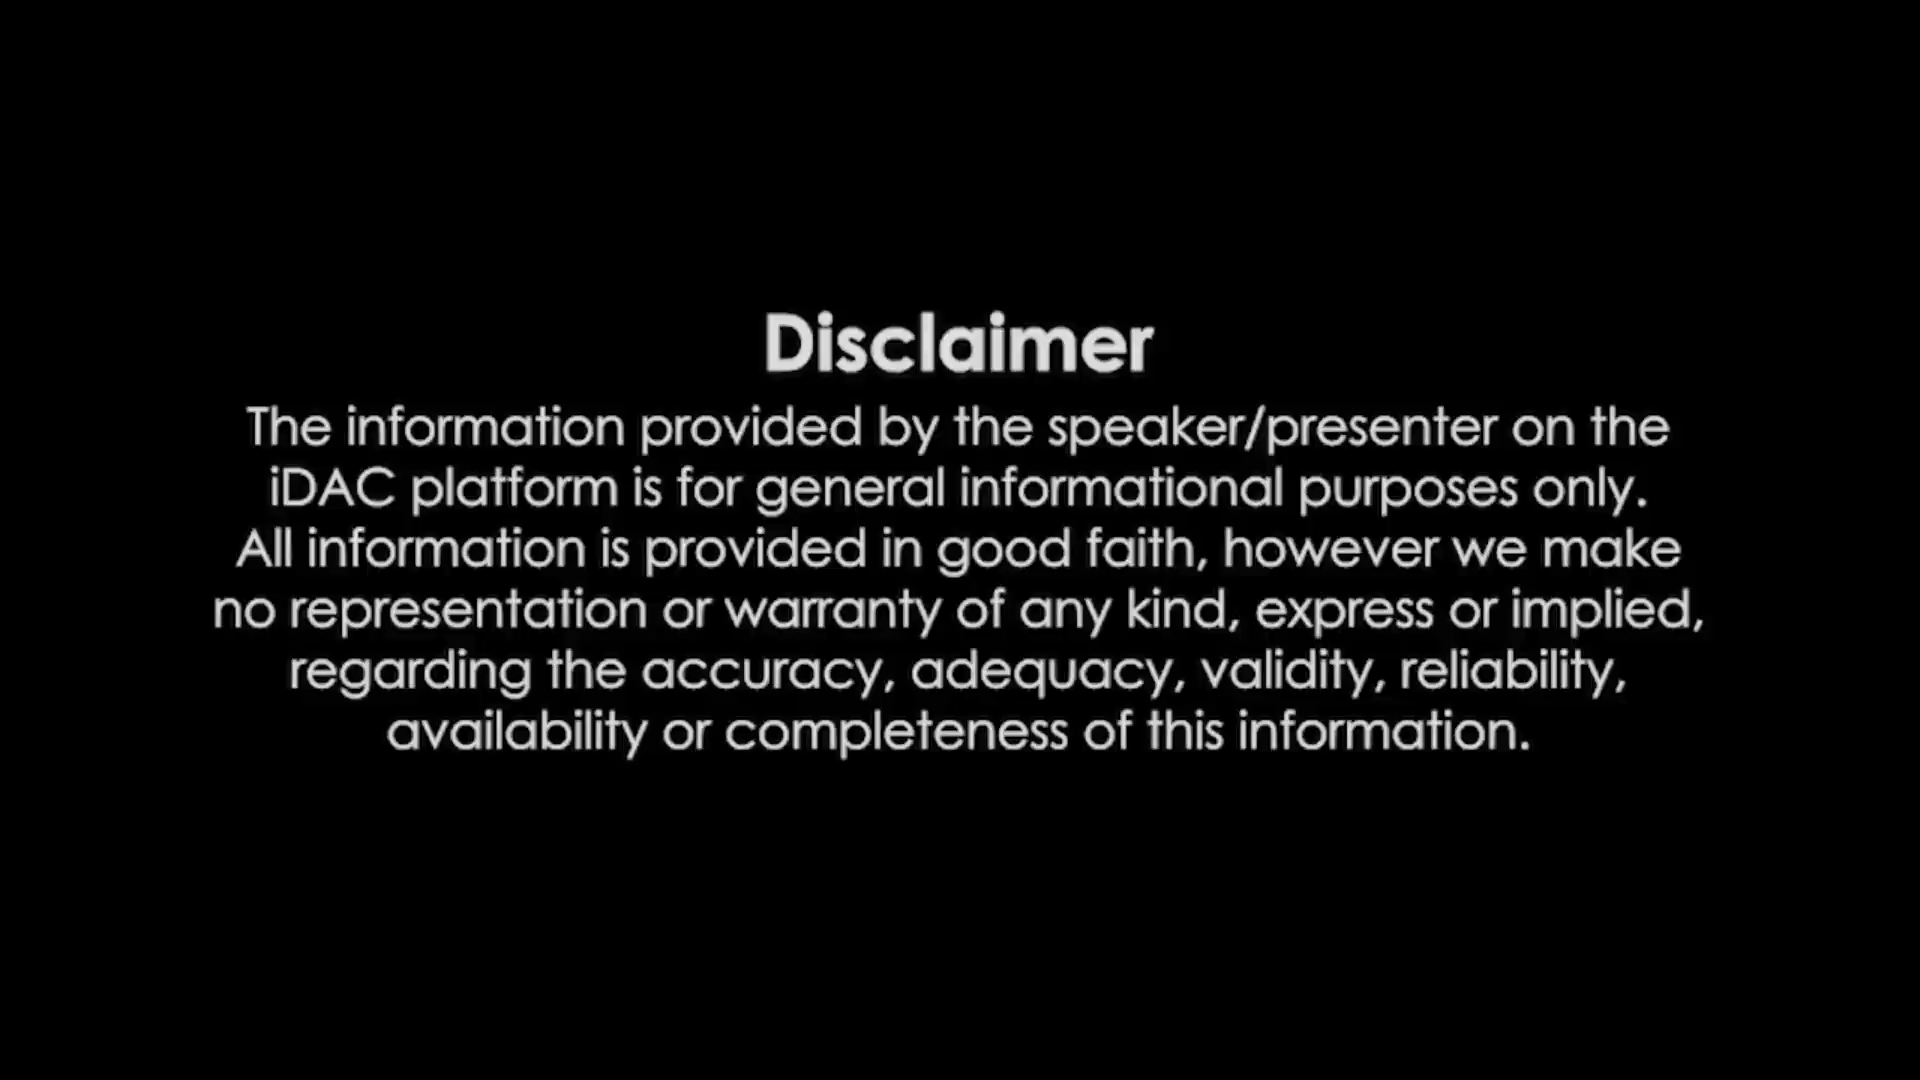 Disclaimer
The information provided by the speaker/presenter on the
iDAC platform is for general informational purposes only.
All information is provided in good faith, however we make
no representation or warranty of any kind, express or implied,
regarding the accuracy, adequacy, validity, reliability,
availability or completeness of this information.